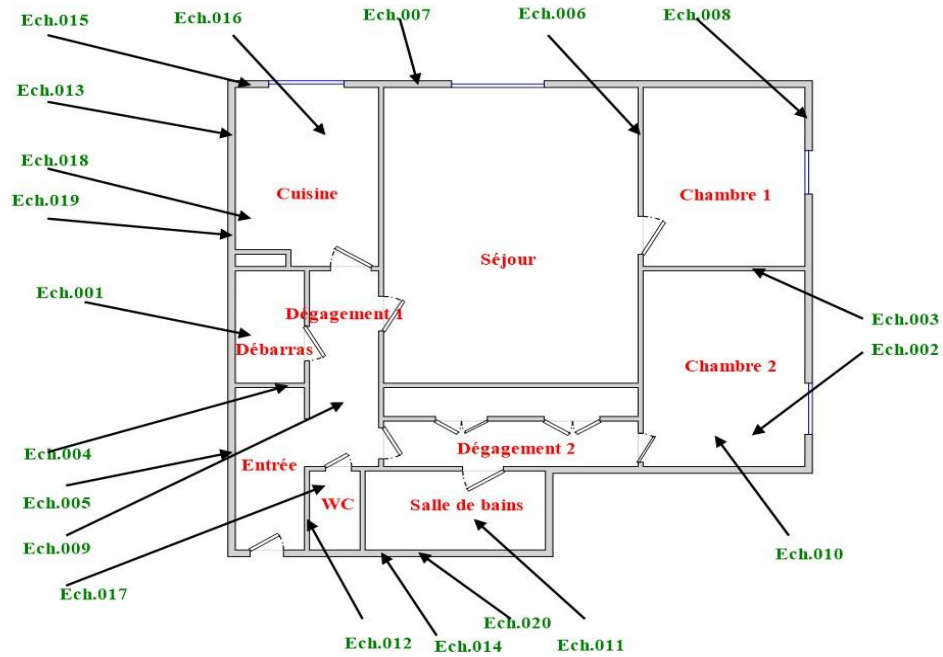 Ech.015
Ech.016
Ech.007
Ech.006
Ech.008
Ech.013
Ech.018
Ech.019
Cuisine
Chambre 1
Séjour
Ech.001
Dégagement 1
Ech.003
Débarras
Ech.002
Chambre 2
Ech.004
Entrée
Dégagement 2
Ech.005
WC
Salle de bains
Ech.009
Ech.010
Ech.017
Ech.020
Ech.012
Ech.014
Ech.011